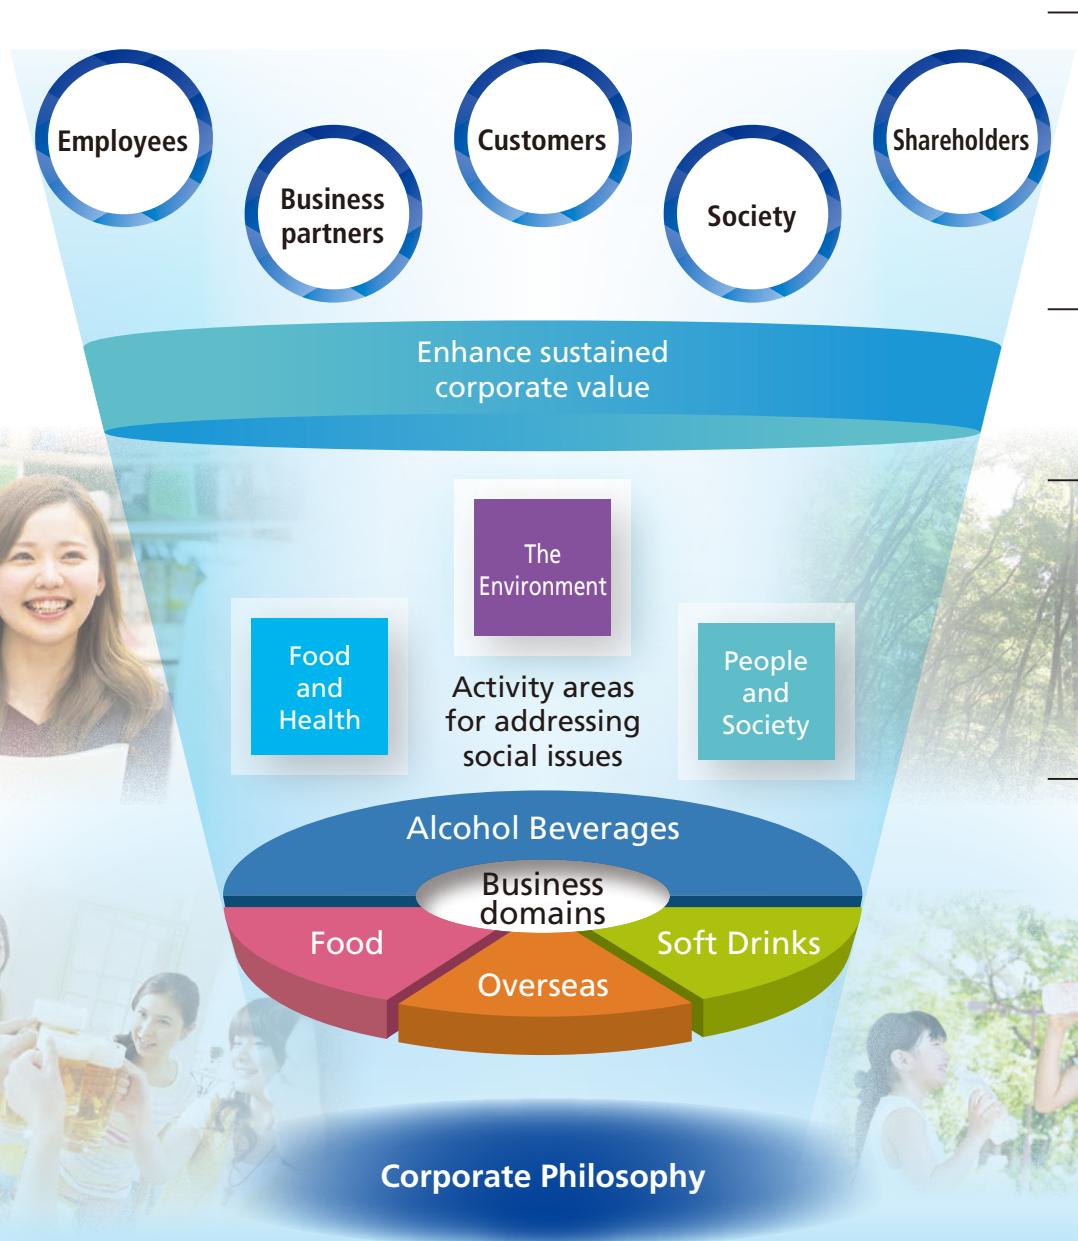 Employees
Business
partners
Customers
Society
Shareholders
Enhance sustained
corporate value
The
Environment
Food
and
Health
People
and
Society
Activity areas
for addressing
social issues
Alcohol Beverages
Business
domains
Food
Soft Drinks
Overseas
Corporate Philosophy